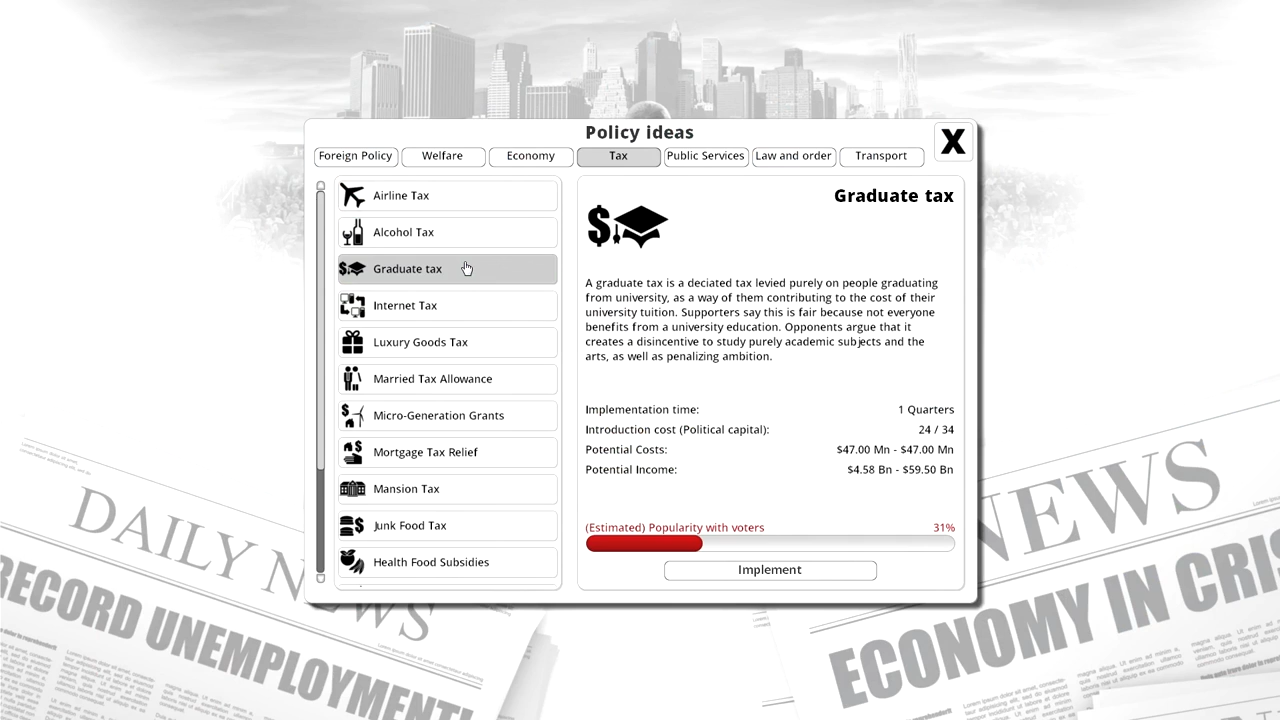 Policy ideas
X
Foreign Policy
Welfare
Economy
Tax
Public Services
Law and order
Transport
Airline Tax
Alcohol Tax
Graduate tax
Internet Tax
Luxury Goods Tax
Married Tax Allowance
Micro-Generation Grants
Mortgage Tax Relief
Mansion Tax
Junk Food Tax
Health Food Subsidies
Graduate tax
A graduate tax is a deciated tax levied purely on people graduating
from university, as a way of them contributing to the cost of their
university tuition. Supporters say this is fair because not everyone
benefits from a university education. Opponents argue that it
creates a disincentive to study purely academic subjects and the
arts, as well as penalizing ambition.
Implementation time: 1 Quarters
Introduction cost (Political capital): 24 / 34
Potential Costs: $47.00 Mn - $47.00 Mn
Potential Income: $4.58 Bn - $59.50 Bn
(Estimated) Popularity with voters 31%
Implement
DAILY NEWS
RECORD UNEMPLOYMENT!
NEWS
ECONOMY IN CRIS